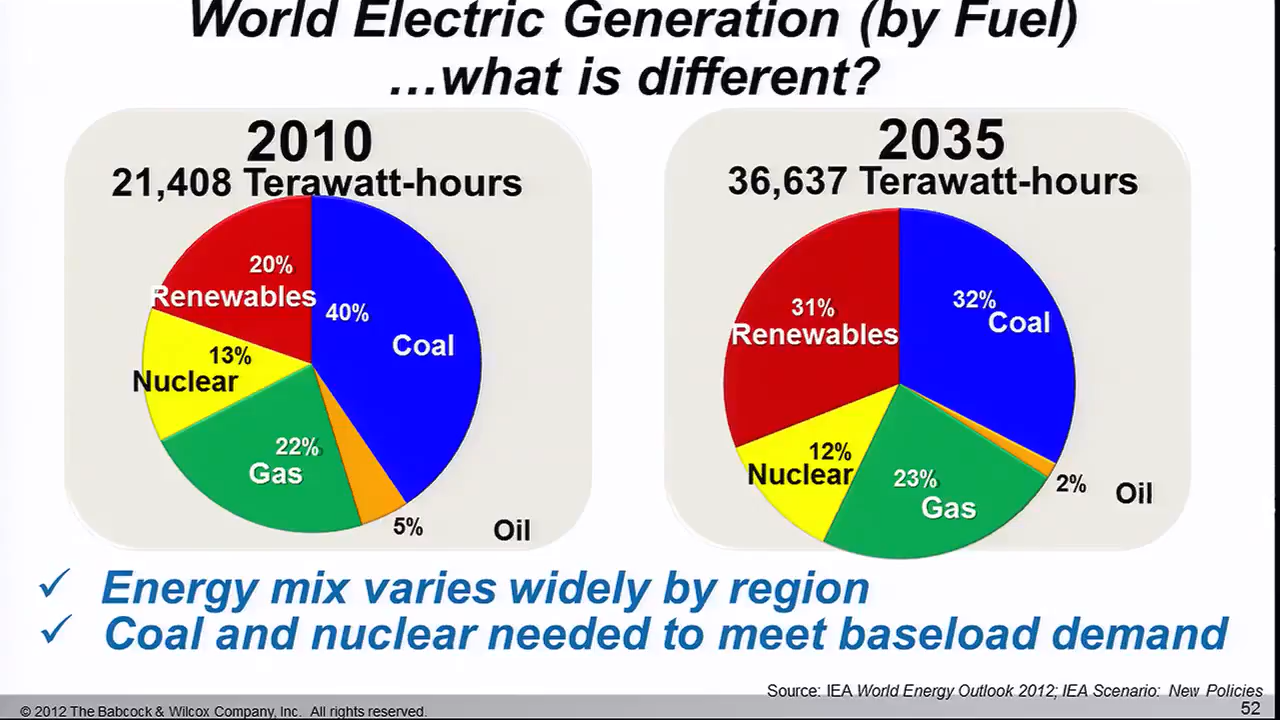 World Electric Generation (by Fuel)
…what is different?
2010
21,408 Terawatt-hours
20%
Renewables
40%
Coal
13%
Nuclear
22%
Gas
5%
Oil
2035
36,637 Terawatt-hours
31%
Renewables
32%
Coal
12%
Nuclear
23%
Gas
2%
Oil
✓ Energy mix varies widely by region
✓ Coal and nuclear needed to meet baseload demand
Source: IEA World Energy Outlook 2012; IEA Scenario: New Policies
© 2012 The Babcock & Wilcox Company, Inc. All rights reserved.
52